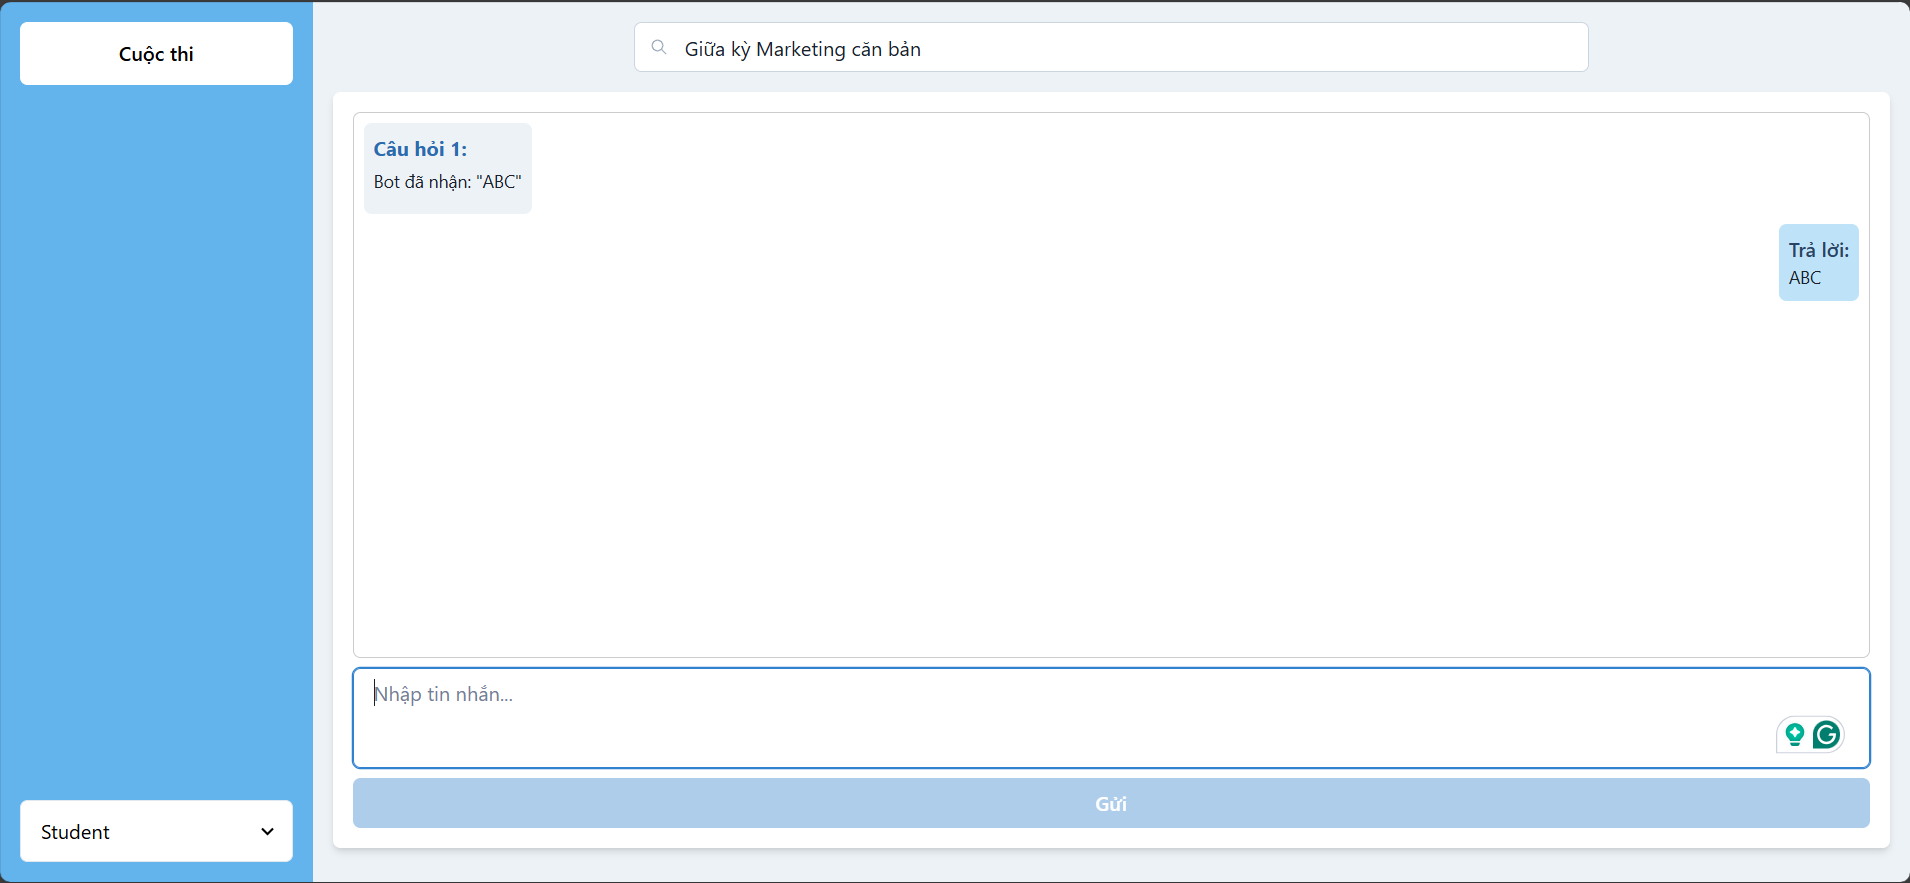 Cuộc thi
Giữa kỳ Marketing căn bản
Câu hỏi 1:
Bot đã nhận: "ABC"
Trả lời:
ABC
Nhập tin nhắn...
Gửi
Student